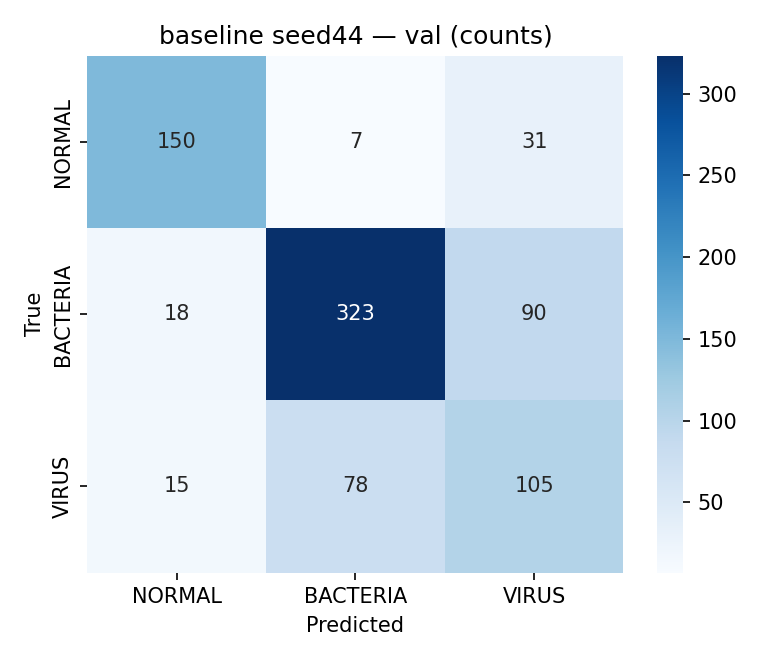 baseline seed44 — val (counts)
NORMAL
150
7
31
True
BACTERIA
18
323
90
VIRUS
15
78
105
NORMAL
BACTERIA
VIRUS
Predicted
300
250
200
150
100
50